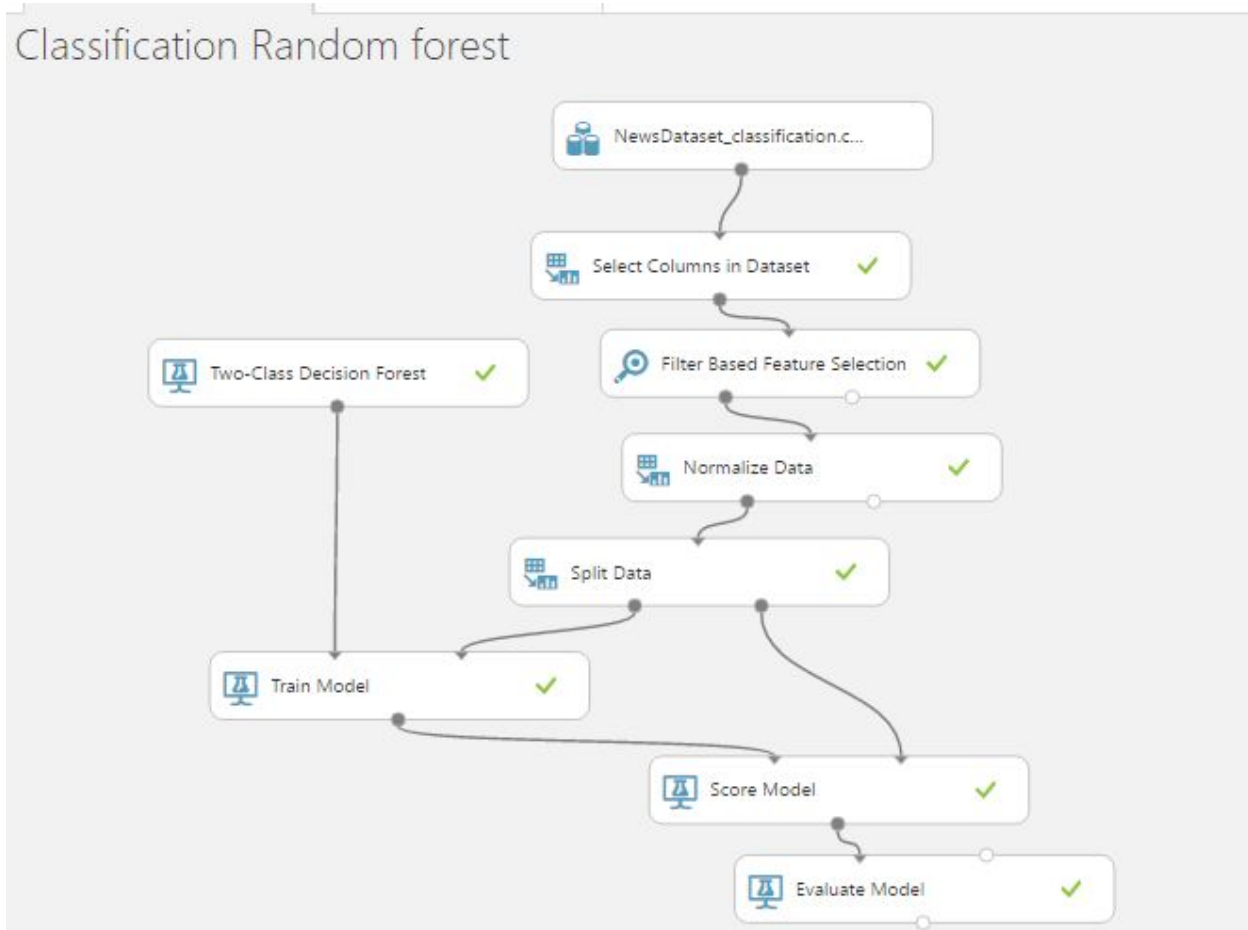 Classification Random forest
NewsDataset_classification.c...
Select Columns in Dataset
Two-Class Decision Forest
Filter Based Feature Selection
Normalize Data
Split Data
Train Model
Score Model
Evaluate Model